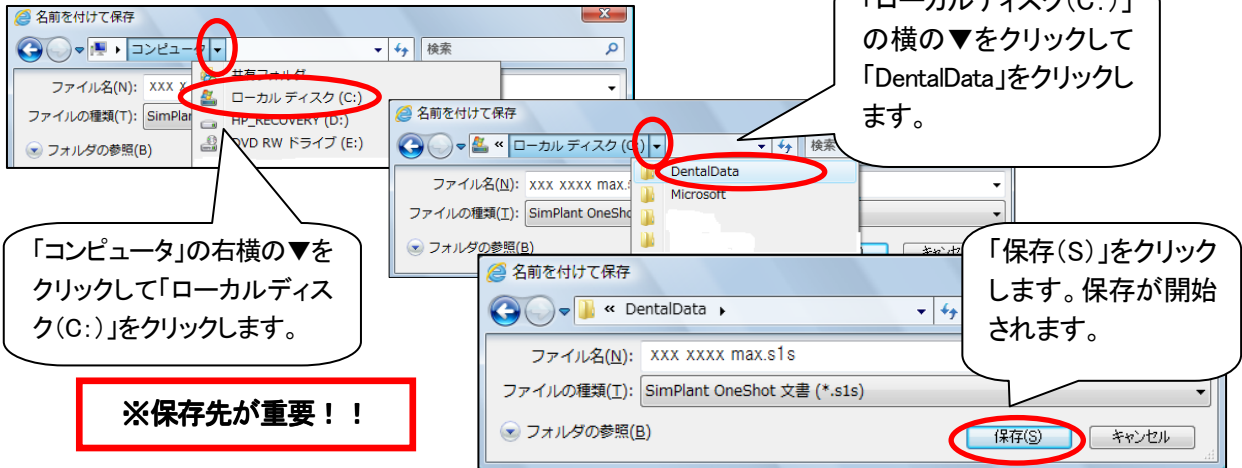 名前を付けて保存
コンピュータ
検索
ファイル名(N): xxx x
共有フォルダ
ローカル ディスク (C:)
ファイルの種類(T): SimPlan
HP_RECOVERY (D:)
フォルダの参照(B)
DVD RW ドライブ (E:)
「ローカルディスク(C:)」
の横の▼をクリックして
「DentalData」をクリックし
ます。
名前を付けて保存
« ローカル ディスク (C:)
検索
ファイル名(N): xxx xxxx max.s
DentalData
Microsoft
ファイルの種類(T): SimPlant OneSho
フォルダの参照(B)
「コンピュータ」の右横の▼を
クリックして「ローカルディス
ク(C:)」をクリックします。
「保存(S)」をクリック
します。保存が開始
されます。
名前を付けて保存
« DentalData
ファイル名(N): xxx xxxx max.s1s
ファイルの種類(T): SimPlant OneShot 文書 (*.s1s)
フォルダの参照(B)
保存(S)
キャンセル
※保存先が重要！！